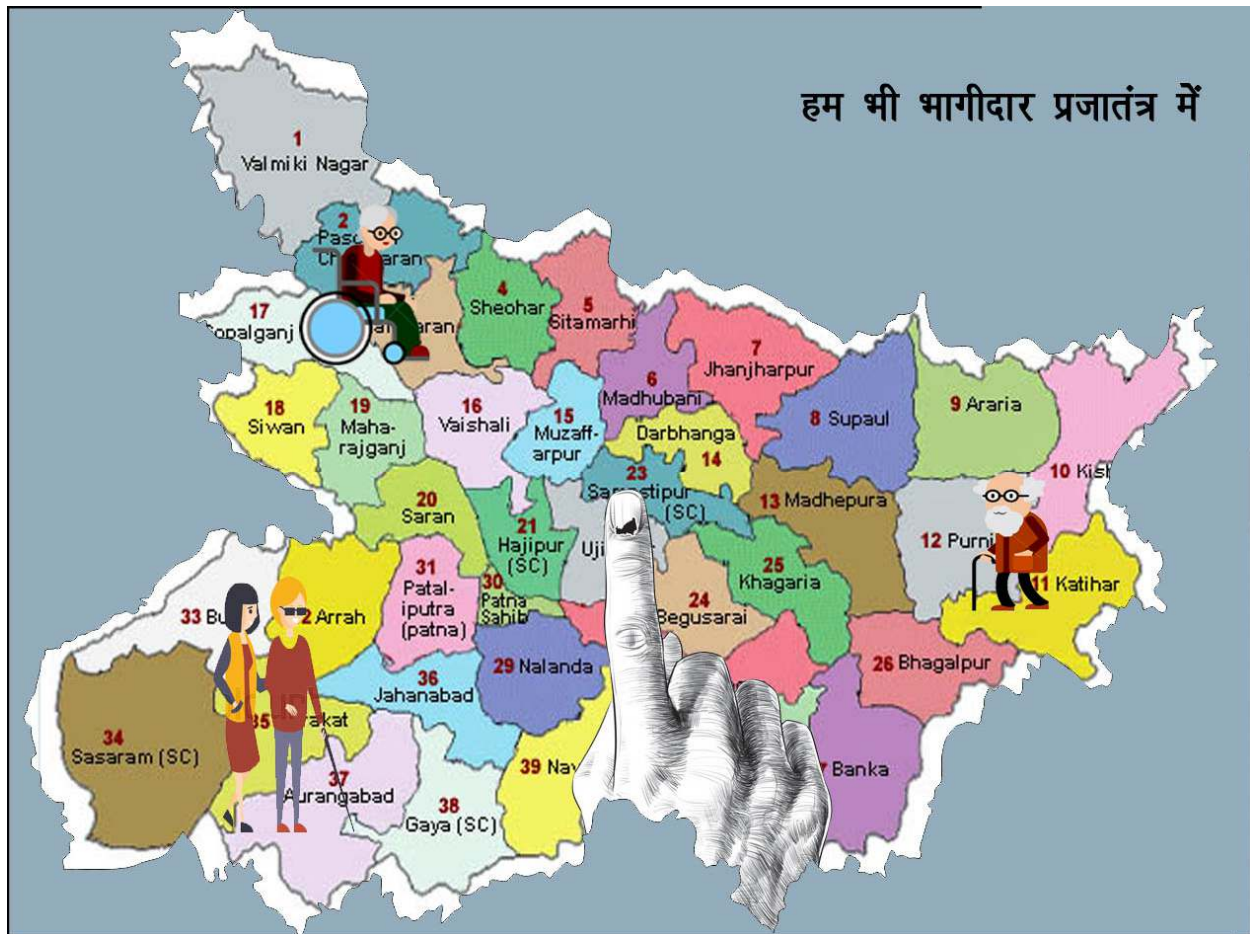 हम भी भागीदार प्रजातंत्र में
1
Valmiki Nagar
2
4
Sheohar
5
Sitamarhi
17
18
Siwan
19
Maha-
rajganj
16
Vaishali
15
Muzaff-
arpur
6
Madhubani
7
Jhanjharpur
8 Supaul
9 Araria
10
Darbhanga
14
23
(SC)
13 Madhepura
12
11 Katihar
20
Saran
21
Hajipur
(SC)
25
Khagaria
24
Begusarai
31
Patal-
iputra
(patna)
30
Patna
Sahib
33
Arrah
29 Nalanda
26 Bhagalpur
36
Jahanabad
34
Sasaram (SC)
37
Aurangabad
38
Gaya (SC)
39
Banka